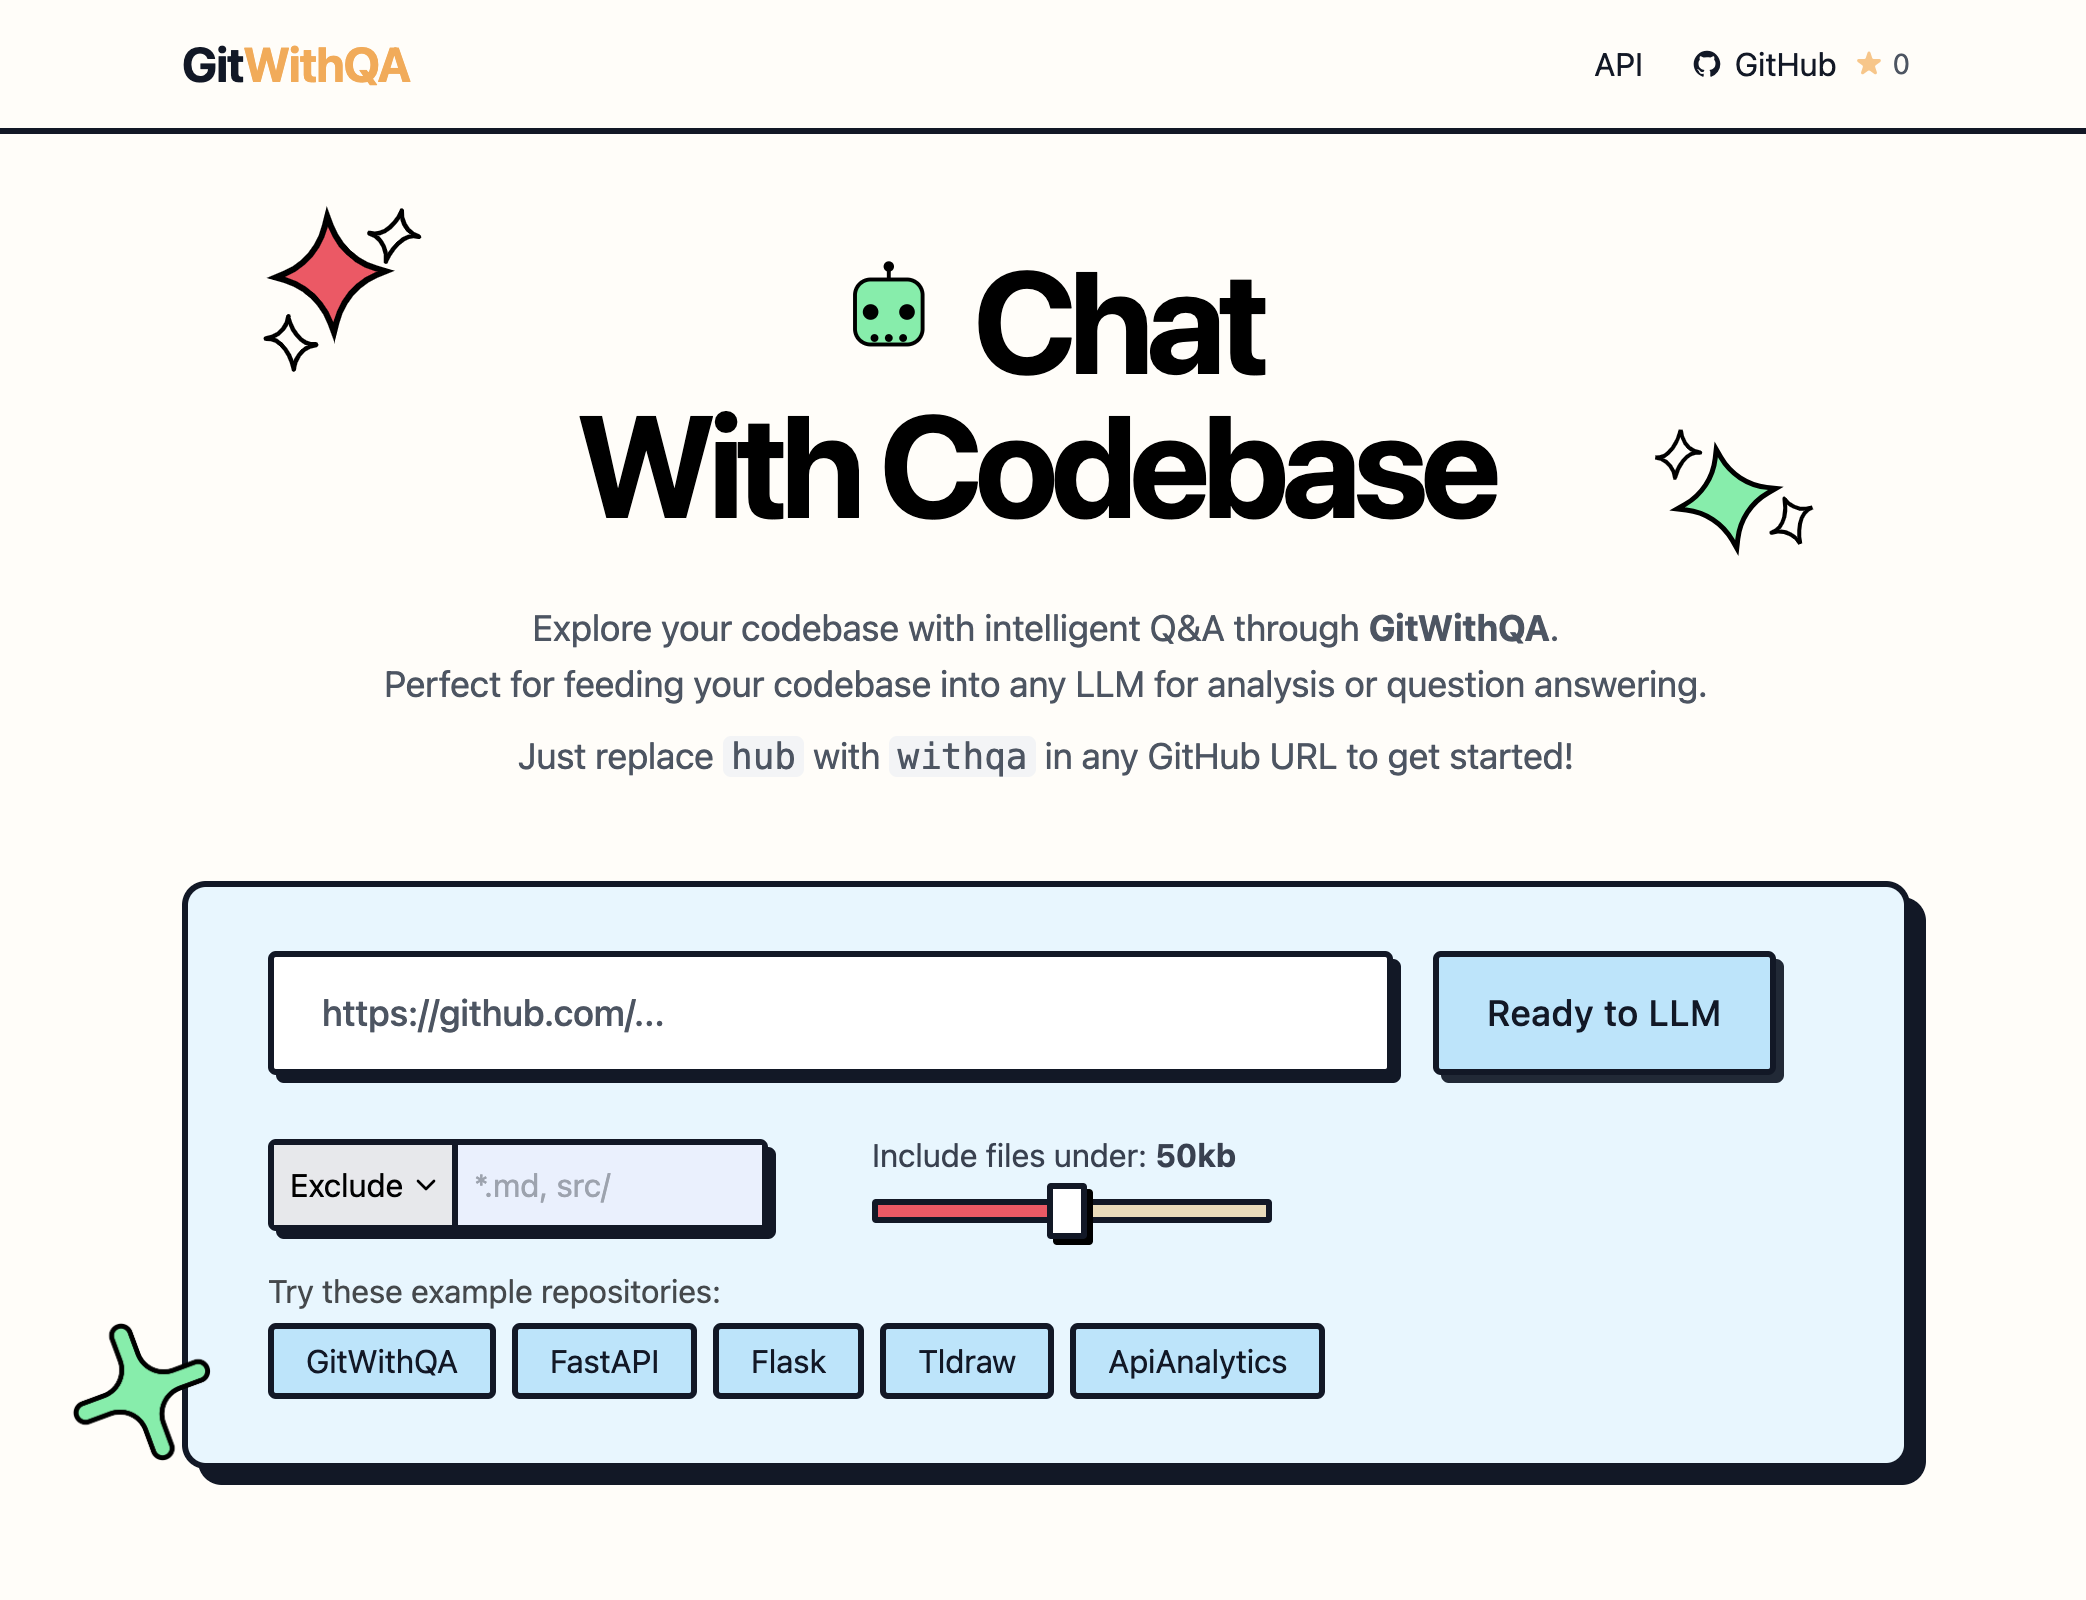 GitWithQA
API GitHub 0
Chat
With Codebase
Explore your codebase with intelligent Q&A through GitWithQA.
Perfect for feeding your codebase into any LLM for analysis or question answering.
Just replace hub with withqa in any GitHub URL to get started!
https://github.com/...
Ready to LLM
Exclude
*.md, src/
Include files under: 50kb
Try these example repositories:
GitWithQA
FastAPI
Flask
Tldraw
ApiAnalytics